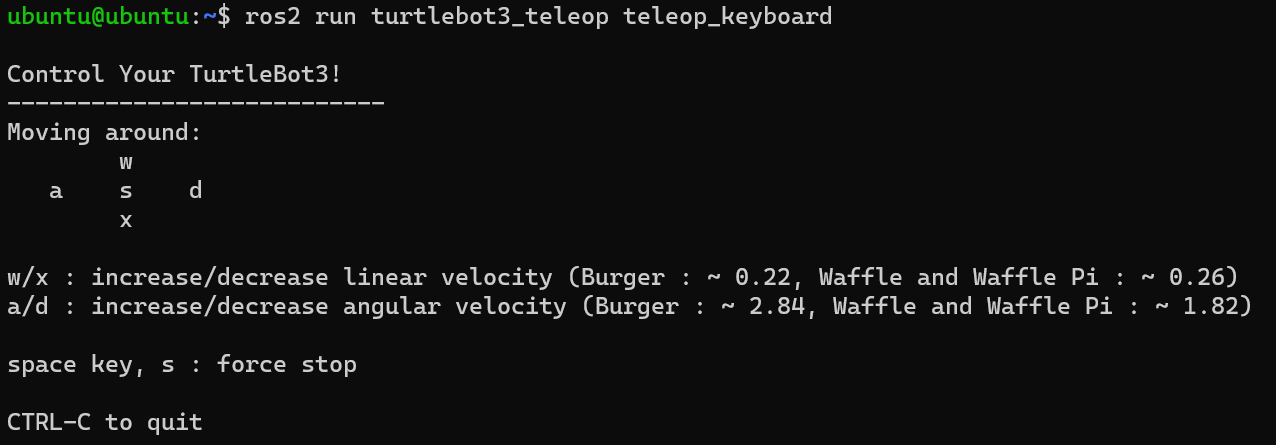 ubuntu@ubuntu:~$ ros2 run turtlebot3_teleop teleop_keyboard
Control Your TurtleBot3!
---------------------------
Moving around:
        w
   a    s    d
        x
w/x : increase/decrease linear velocity (Burger : ~ 0.22, Waffle and Waffle Pi : ~ 0.26)
a/d : increase/decrease angular velocity (Burger : ~ 2.84, Waffle and Waffle Pi : ~ 1.82)
space key, s : force stop
CTRL-C to quit